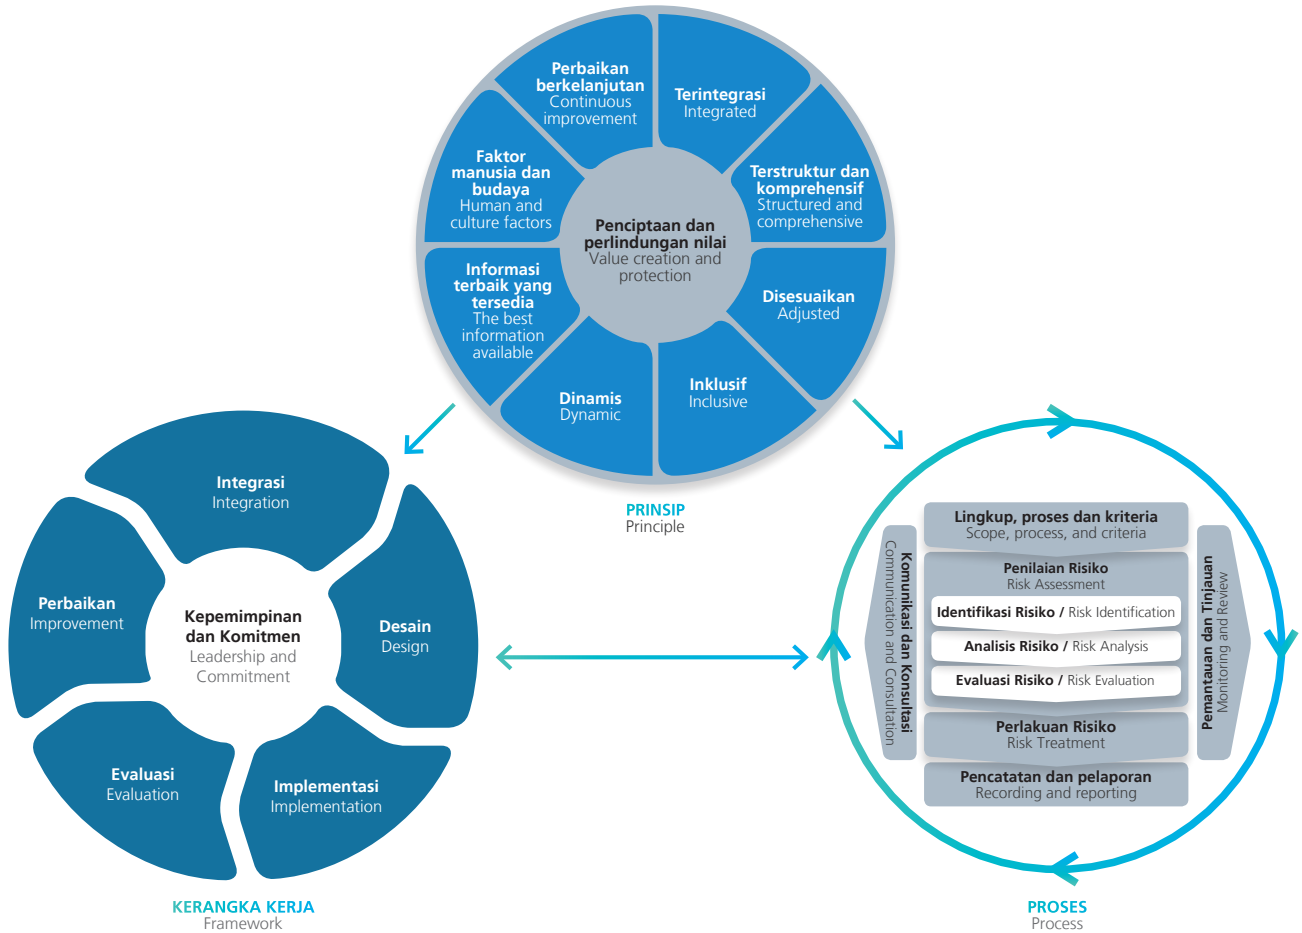 Perbaikan
berkelanjutan
Continuous
improvement
Terintegrasi
Integrated
Faktor
manusia dan
budaya
Human and
culture factors
Terstruktur dan
komprehensif
Structured and
comprehensive
Penciptaan dan
perlindungan nilai
Value creation and
protection
Informasi
terbaik yang
tersedia
The best
information
available
Disesuaikan
Adjusted
Dinamis
Dynamic
Inklusif
Inclusive
PRINSIP
Principle
Integrasi
Integration
Perbaikan
Improvement
Kepemimpinan
dan Komitmen
Leadership and
Commitment
Desain
Design
Evaluasi
Evaluation
Implementasi
Implementation
KERANGKA KERJA
Framework
Komunikasi dan Konsultasi
Communication and Consultation
Lingkup, proses dan kriteria
Scope, process, and criteria
Penilaian Risiko
Risk Assessment
Identifikasi Risiko / Risk Identification
Analisis Risiko / Risk Analysis
Evaluasi Risiko / Risk Evaluation
Perlakuan Risiko
Risk Treatment
Pencatatan dan pelaporan
Recording and reporting
Pemantauan dan Tinjauan
Monitoring and Review
PROSES
Process